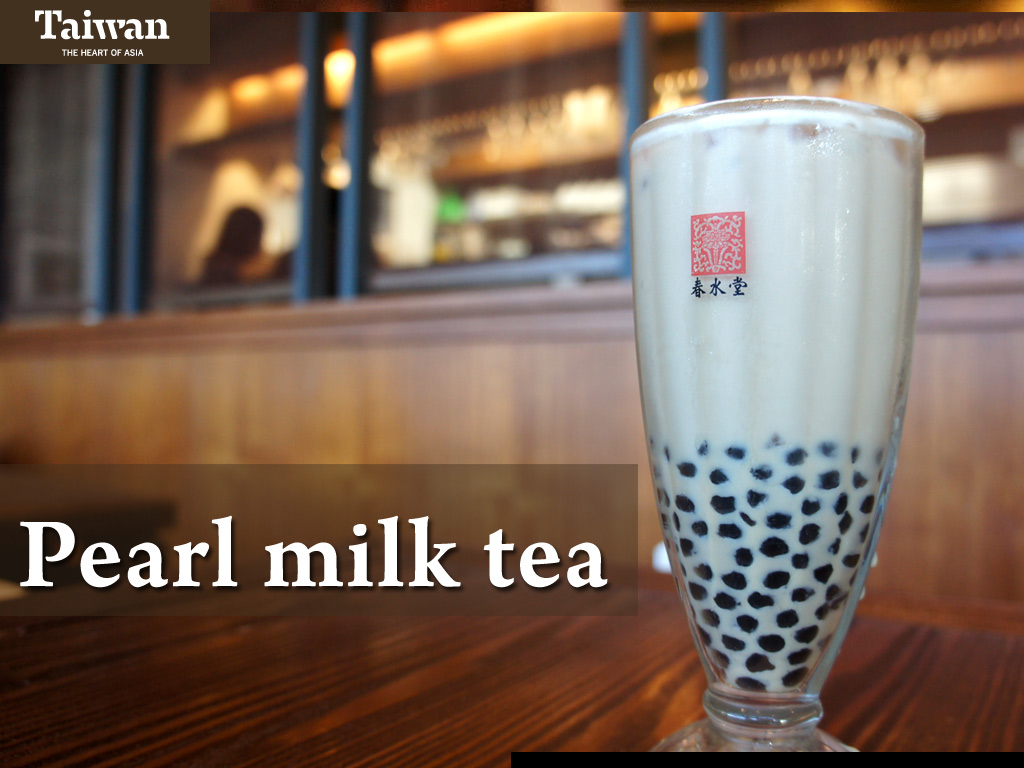 Taiwan
THE HEART OF ASIA
春水堂
Pearl milk tea